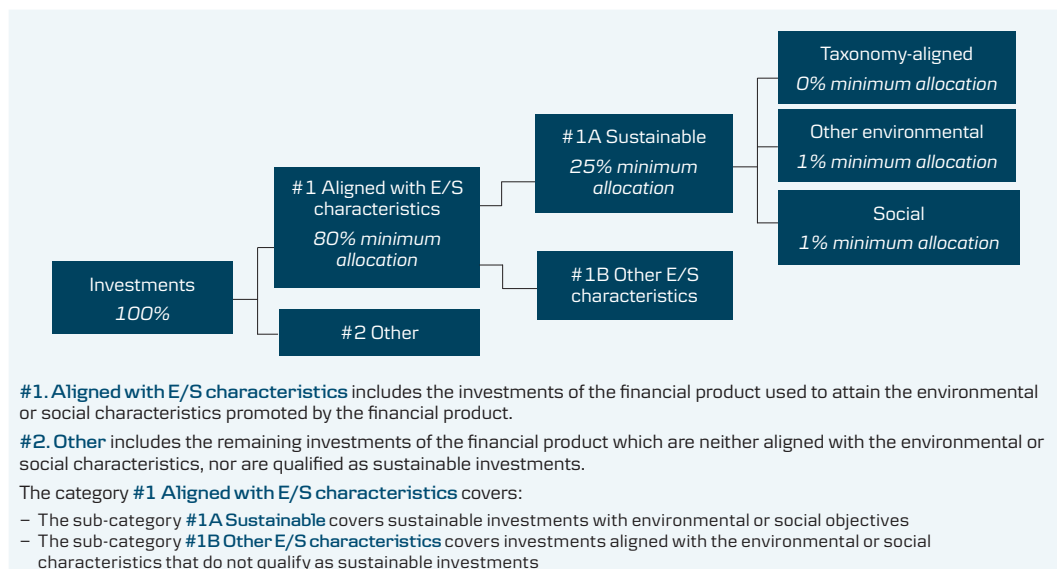 Taxonomy-aligned
0% minimum allocation
Other environmental
1% minimum allocation
Social
1% minimum allocation
#1A Sustainable
25% minimum
allocation
#1 Aligned with E/S
characteristics
80% minimum
allocation
#1B Other E/S
characteristics
Investments
100%
#2 Other
#1. Aligned with E/S characteristics includes the investments of the financial product used to attain the environmental
or social characteristics promoted by the financial product.
#2. Other includes the remaining investments of the financial product which are neither aligned with the environmental or
social characteristics, nor are qualified as sustainable investments.
The category #1 Aligned with E/S characteristics covers:
– The sub-category #1A Sustainable covers sustainable investments with environmental or social objectives
– The sub-category #1B Other E/S characteristics covers investments aligned with the environmental or social
characteristics that do not qualify as sustainable investments